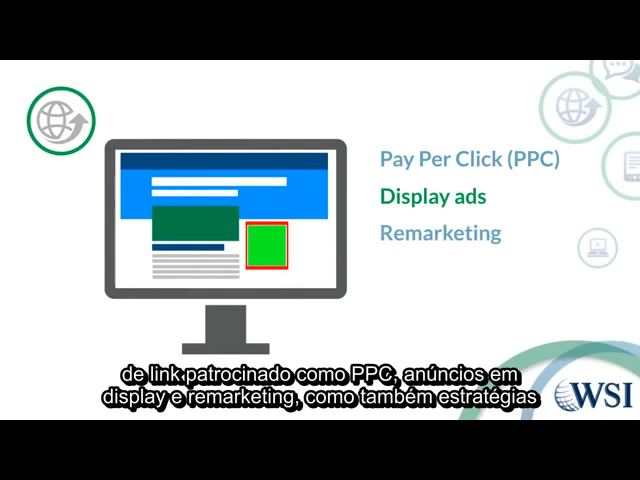 Pay Per Click (PPC)
Display ads
Remarketing
de link patrocinado como PPC, anúncios em
display e remarketing, como também estratégias
WSI